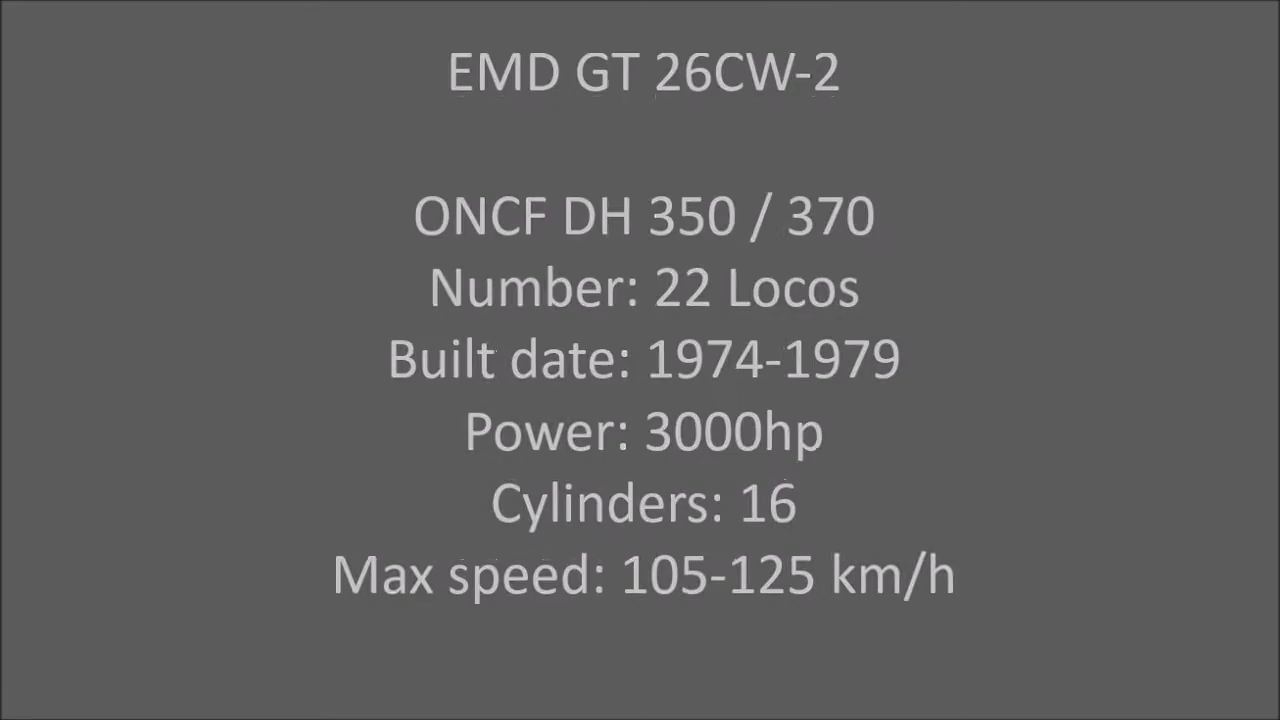 EMD GT 26CW-2
ONCF DH 350 / 370
Number: 22 Locos
Built date: 1974-1979
Power: 3000hp
Cylinders: 16
Max speed: 105-125 km/h